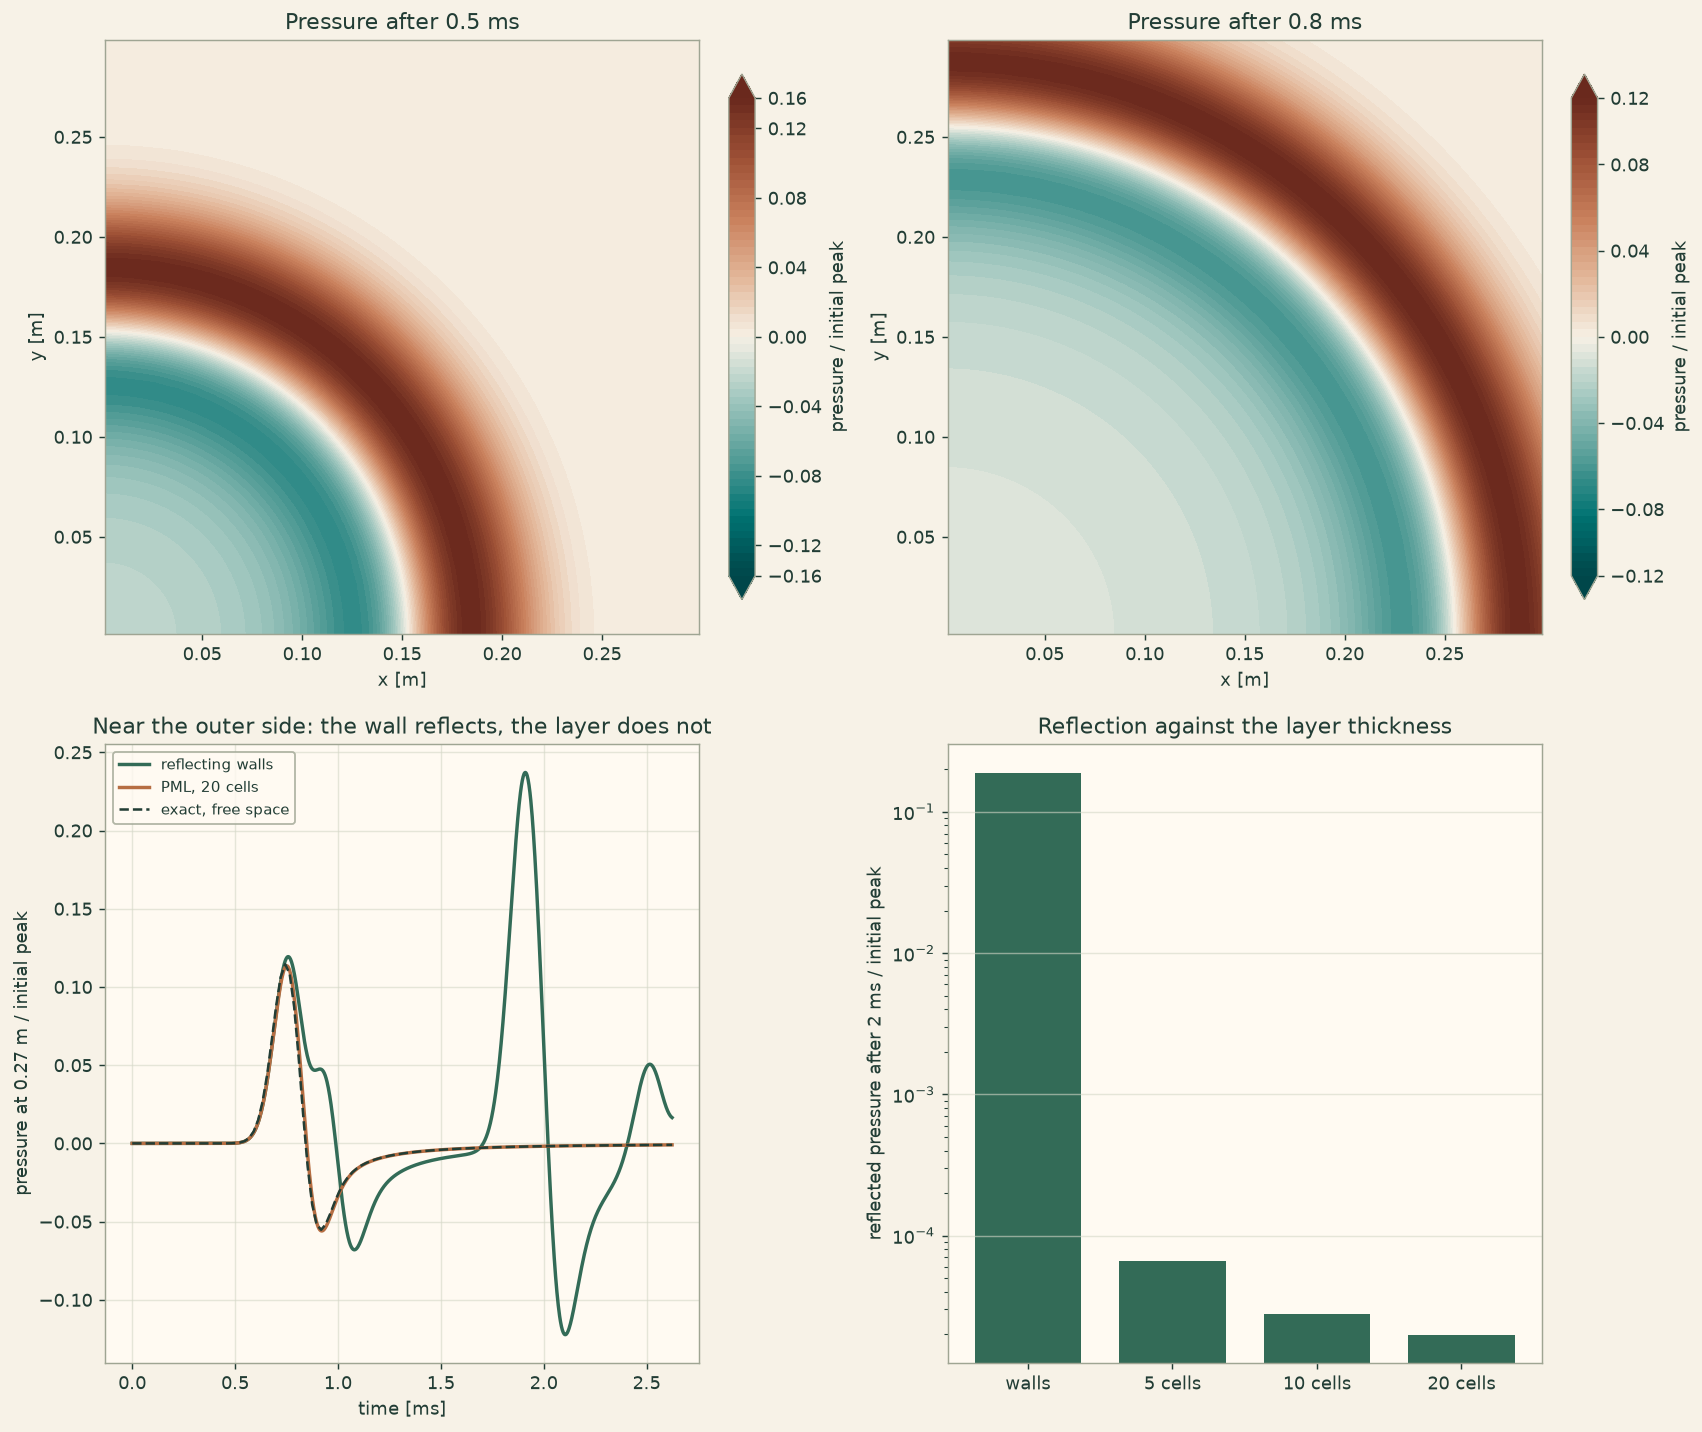 Pressure after 0.5 ms
y [m]
0.25
0.20
0.15
0.10
0.05
0.05 0.10 0.15 0.20 0.25
x [m]
0.16
0.12
0.08
0.04
0.00
−0.04
−0.08
−0.12
−0.16
pressure / initial peak
Pressure after 0.8 ms
y [m]
0.25
0.20
0.15
0.10
0.05
0.05 0.10 0.15 0.20 0.25
x [m]
0.12
0.08
0.04
0.00
−0.04
−0.08
−0.12
pressure / initial peak
Near the outer side: the wall reflects, the layer does not
pressure at 0.27 m / initial peak
0.25
0.20
0.15
0.10
0.05
0.00
−0.05
−0.10
reflecting walls
PML, 20 cells
exact, free space
0.0 0.5 1.0 1.5 2.0 2.5
time [ms]
Reflection against the layer thickness
reflected pressure after 2 ms / initial peak
10⁻¹
10⁻²
10⁻³
10⁻⁴
walls 5 cells 10 cells 20 cells